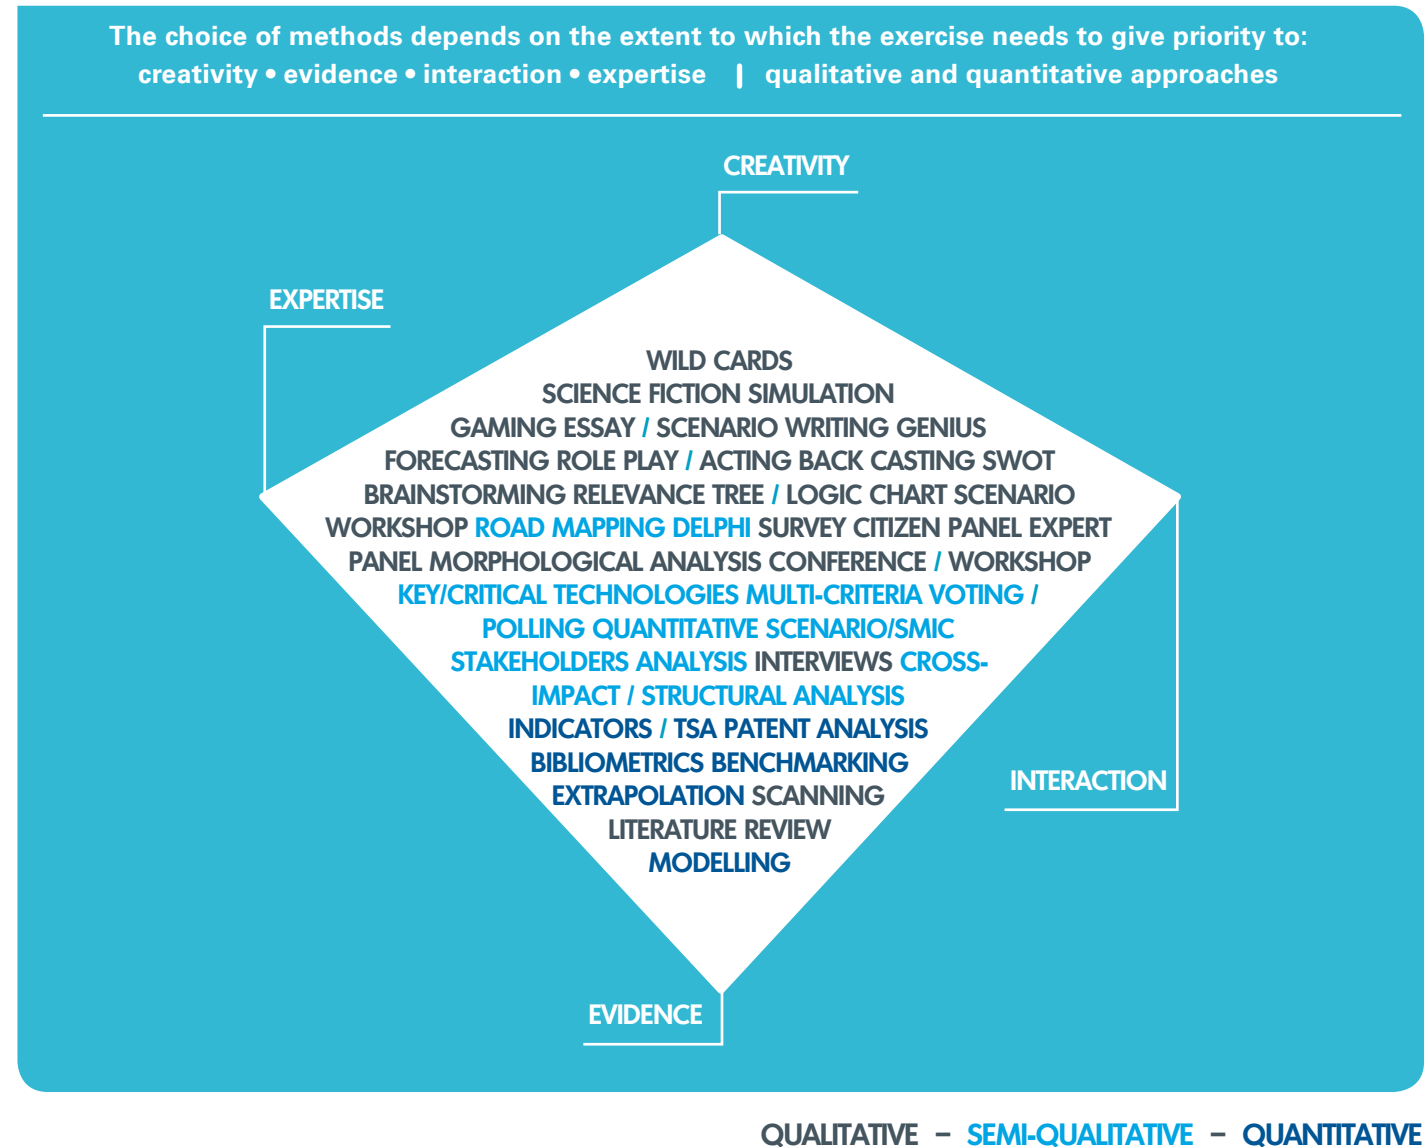 The choice of methods depends on the extent to which the exercise needs to give priority to:
creativity • evidence • interaction • expertise | qualitative and quantitative approaches
CREATIVITY
EXPERTISE
WILD CARDS
SCIENCE FICTION SIMULATION
GAMING ESSAY / SCENARIO WRITING GENIUS
FORECASTING ROLE PLAY / ACTING BACK CASTING SWOT
BRAINSTORMING RELEVANCE TREE / LOGIC CHART SCENARIO
WORKSHOP ROAD MAPPING DELPHI SURVEY CITIZEN PANEL EXPERT
PANEL MORPHOLOGICAL ANALYSIS CONFERENCE / WORKSHOP
KEY/CRITICAL TECHNOLOGIES MULTI-CRITERIA VOTING /
POLLING QUANTITATIVE SCENARIO/SMIC
STAKEHOLDERS ANALYSIS INTERVIEWS CROSS-
IMPACT / STRUCTURAL ANALYSIS
INDICATORS / TSA PATENT ANALYSIS
BIBLIOMETRICS BENCHMARKING
EXTRAPOLATION SCANNING
LITERATURE REVIEW
MODELLING
INTERACTION
EVIDENCE
QUALITATIVE – SEMI-QUALITATIVE – QUANTITATIVE